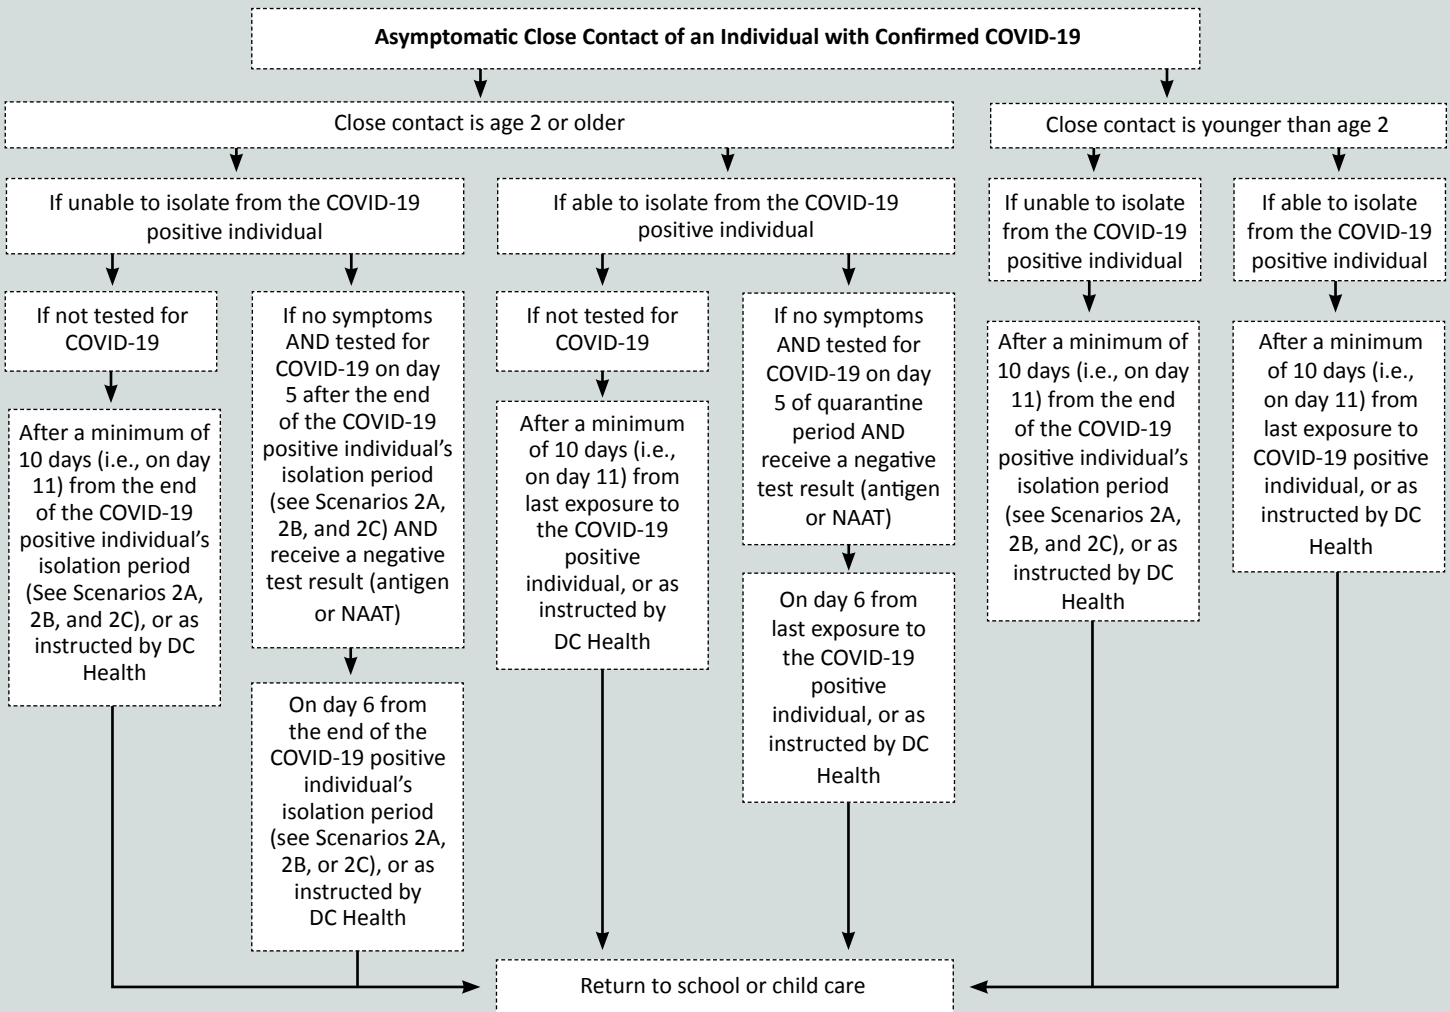 Asymptomatic Close Contact of an Individual with Confirmed COVID-19
Close contact is age 2 or older
Close contact is younger than age 2
If unable to isolate from the COVID-19
positive individual
If able to isolate from the COVID-19
positive individual
If unable to isolate
from the COVID-19
positive individual
If able to isolate
from the COVID-19
positive individual
If not tested for
COVID-19
If no symptoms
AND tested for
COVID-19 on day
5 after the end
of the COVID-19
positive individual's
isolation period
(see Scenarios 2A,
2B, and 2C) AND
receive a negative
test result (antigen
or NAAT)
If not tested for
COVID-19
If no symptoms
AND tested for
COVID-19 on day
5 of quarantine
period AND
receive a negative
test result (antigen
or NAAT)
After a minimum of
10 days (i.e., on day
11) from the end
of the COVID-19
positive individual's
isolation period
(see Scenarios 2A,
2B, and 2C), or as
instructed by DC
Health
After a minimum
of 10 days (i.e.,
on day 11) from
last exposure to
COVID-19 positive
individual, or as
instructed by DC
Health
After a minimum of
10 days (i.e., on day
11) from the end
of the COVID-19
positive individual's
isolation period
(See Scenarios 2A,
2B, and 2C), or as
instructed by DC
Health
On day 6 from
the end of the
COVID-19 positive
individual's
isolation period
(see Scenarios 2A,
2B, or 2C), or as
instructed by
DC Health
After a minimum
of 10 days (i.e.,
on day 11) from
last exposure to
the COVID-19
positive
individual, or as
instructed by
DC Health
On day 6 from
last exposure to
the COVID-19
positive
individual, or as
instructed by DC
Health
Return to school or child care